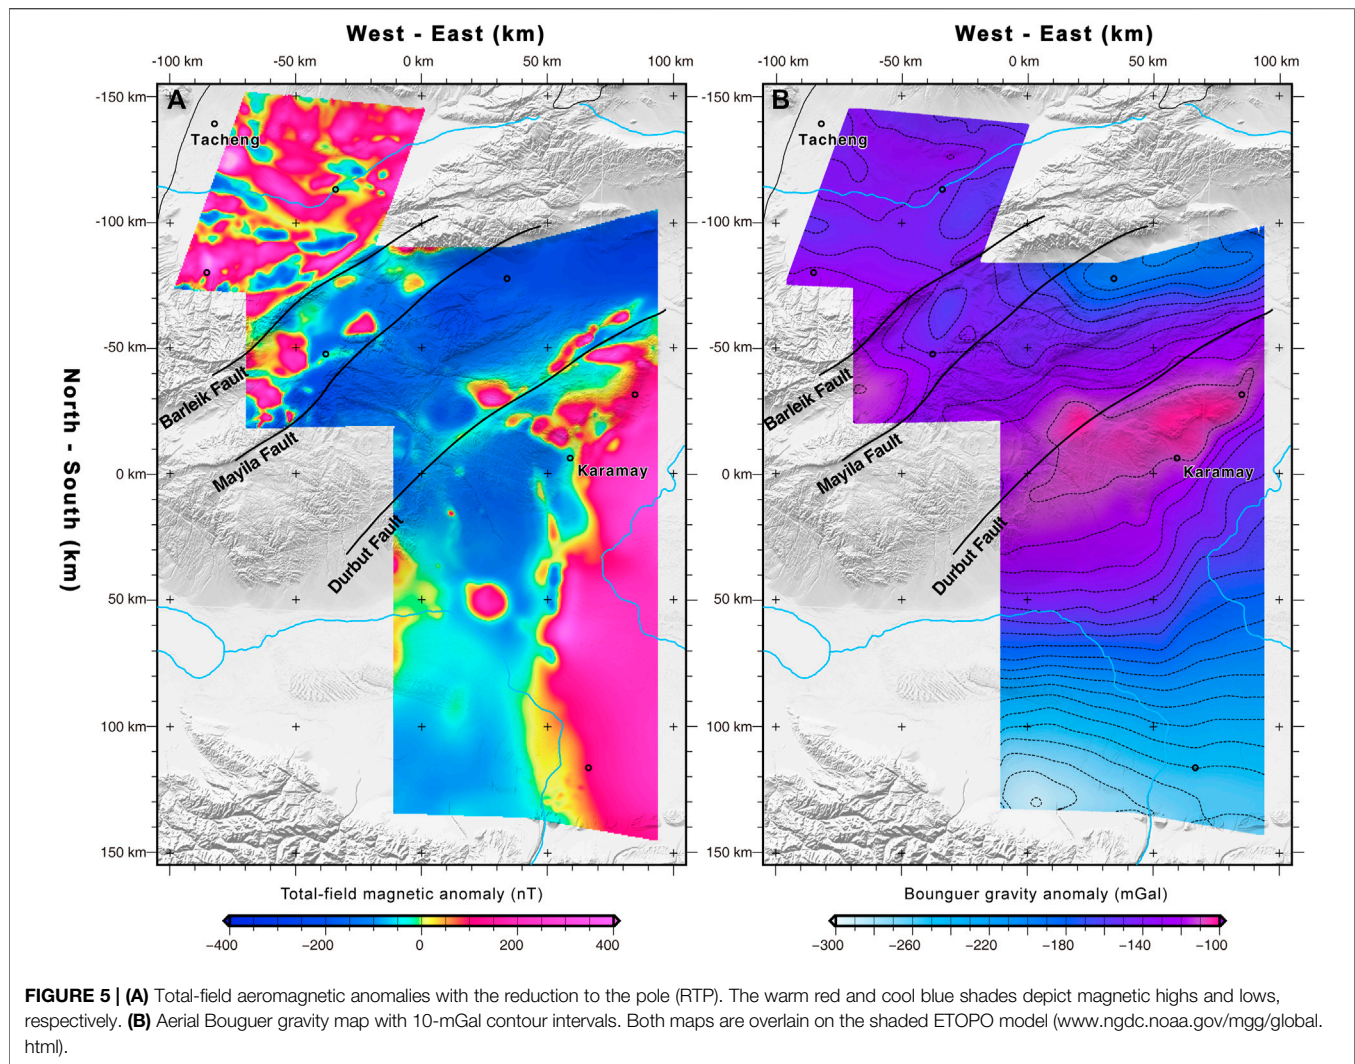 West - East (km)
West - East (km)
-100 km -50 km 0 km 50 km 100 km
-100 km -50 km 0 km 50 km 100 km
North - South (km)
-150 km
-100 km
-50 km
0 km
50 km
100 km
150 km
A
Tacheng
Barleik Fault
Mayila Fault
Durbut Fault
Karamay
-150 km
-100 km
-50 km
0 km
50 km
100 km
150 km
B
Tacheng
Barleik Fault
Mayila Fault
Durbut Fault
Karamay
Total-field magnetic anomaly (nT)
−400 −200 0 200 400
Bounguer gravity anomaly (mGal)
−300 −260 −220 −180 −140 −100
FIGURE 5 | (A) Total-field aeromagnetic anomalies with the reduction to the pole (RTP). The warm red and cool blue shades depict magnetic highs and lows,
respectively. (B) Aerial Bouguer gravity map with 10-mGal contour intervals. Both maps are overlain on the shaded ETOPO model (www.ngdc.noaa.gov/mgg/global.
html).